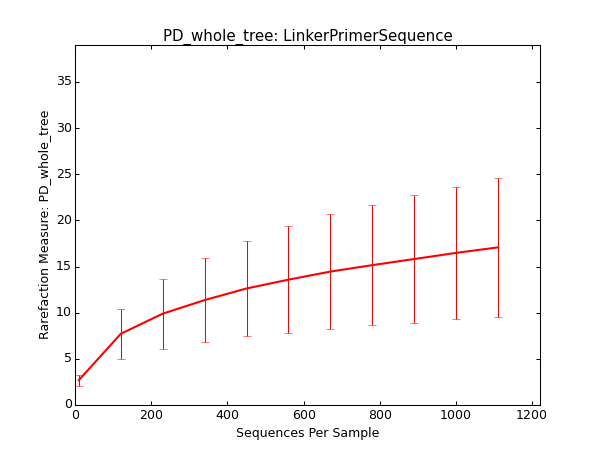 PD_whole_tree: LinkerPrimerSequence
Rarefaction Measure: PD_whole_tree
35
30
25
20
15
10
5
0
0 200 400 600 800 1000 1200
Sequences Per Sample